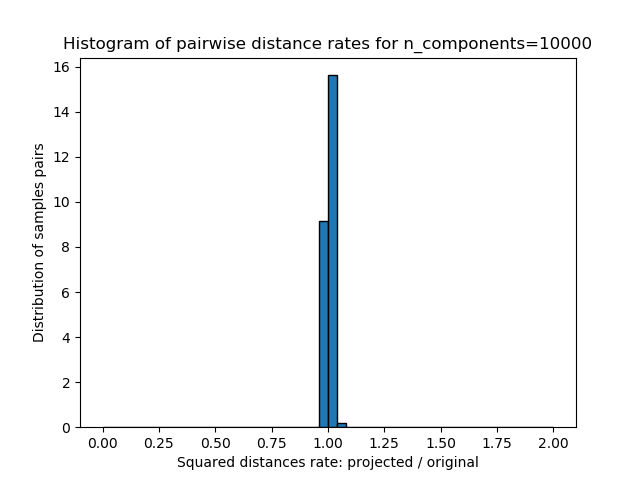 Histogram of pairwise distance rates for n_components=10000
Distribution of samples pairs
16
14
12
10
8
6
4
2
0
0.00 0.25 0.50 0.75 1.00 1.25 1.50 1.75 2.00
Squared distances rate: projected / original